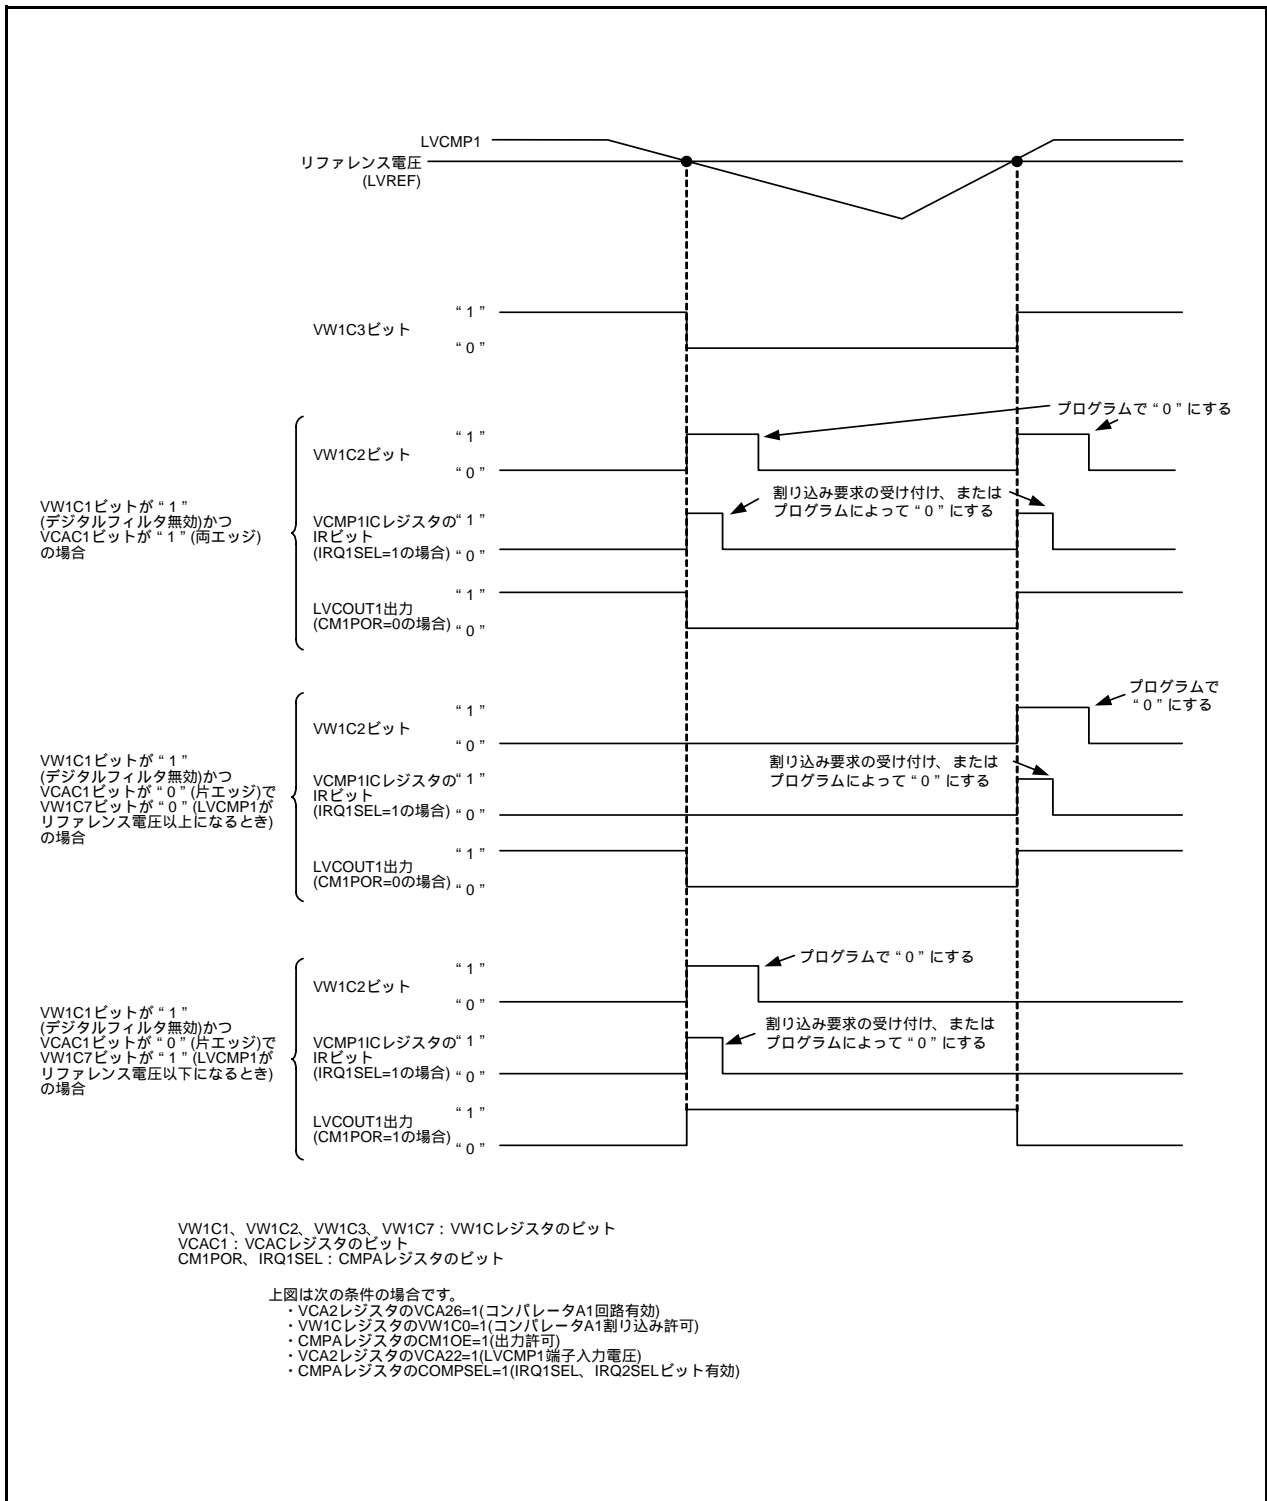 LVCMP1
リファレンス電圧
(LVREF)
VW1C3ビット
“ 1 ”
“ 0 ”
プログラムで “ 0 ” にする
VW1C1ビットが “ 1 ”
(デジタルフィルタ無効)かつ
VCAC1ビットが “ 1 ” (両エッジ)
の場合
VW1C2ビット
“ 1 ”
“ 0 ”
割り込み要求の受け付け、または
プログラムによって “ 0 ” にする
VCMP1ICレジスタの
IRビット
(IRQ1SEL=1の場合)
“ 1 ”
“ 0 ”
LVCOUT1出力
(CM1POR=0の場合)
“ 1 ”
“ 0 ”
プログラムで
“ 0 ” にする
VW1C1ビットが “ 1 ”
(デジタルフィルタ無効)かつ
VCAC1ビットが “ 0 ” (片エッジ)で
VW1C7ビットが “ 0 ” (LVCMP1が
リファレンス電圧以上になるとき)
の場合
VW1C2ビット
“ 1 ”
“ 0 ”
割り込み要求の受け付け、または
プログラムによって “ 0 ” にする
VCMP1ICレジスタの
IRビット
(IRQ1SEL=1の場合)
“ 1 ”
“ 0 ”
LVCOUT1出力
(CM1POR=0の場合)
“ 1 ”
“ 0 ”
プログラムで “ 0 ” にする
VW1C1ビットが “ 1 ”
(デジタルフィルタ無効)かつ
VCAC1ビットが “ 0 ” (片エッジ)で
VW1C7ビットが “ 1 ” (LVCMP1が
リファレンス電圧以下になるとき)
の場合
VW1C2ビット
“ 1 ”
“ 0 ”
割り込み要求の受け付け、または
プログラムによって “ 0 ” にする
VCMP1ICレジスタの
IRビット
(IRQ1SEL=1の場合)
“ 1 ”
“ 0 ”
LVCOUT1出力
(CM1POR=1の場合)
“ 1 ”
“ 0 ”
VW1C1、VW1C2、VW1C3、VW1C7：VW1Cレジスタのビット
VCAC1：VCACレジスタのビット
CM1POR、IRQ1SEL：CMPAレジスタのビット
上図は次の条件の場合です。
・VCA2レジスタのVCA26=1(コンパレータA1回路有効)
・VW1CレジスタのVW1C0=1(コンパレータA1割り込み許可)
・CMPAレジスタのCM1OE=1(出力許可)
・VCA2レジスタのVCA22=1(LVCMP1端子入力電圧)
・CMPAレジスタのCOMPSEL=1(IRQ1SEL、IRQ2SELビット有効)